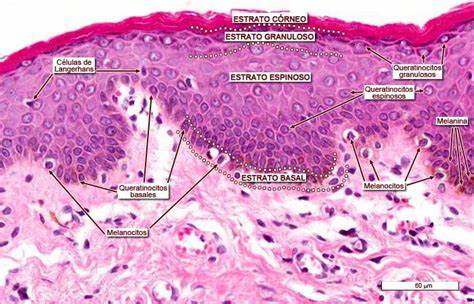 ESTRATO CÓRNEO
ESTRATO GRANULOSO
Células de
Langerhans
Queratinocitos
granulosos
ESTRATO ESPINOSO
Queratinocitos
espinosos
Melanina
ESTRATO BASAL
Queratinocitos
basales
Melanocitos
Melanocitos
60 µm